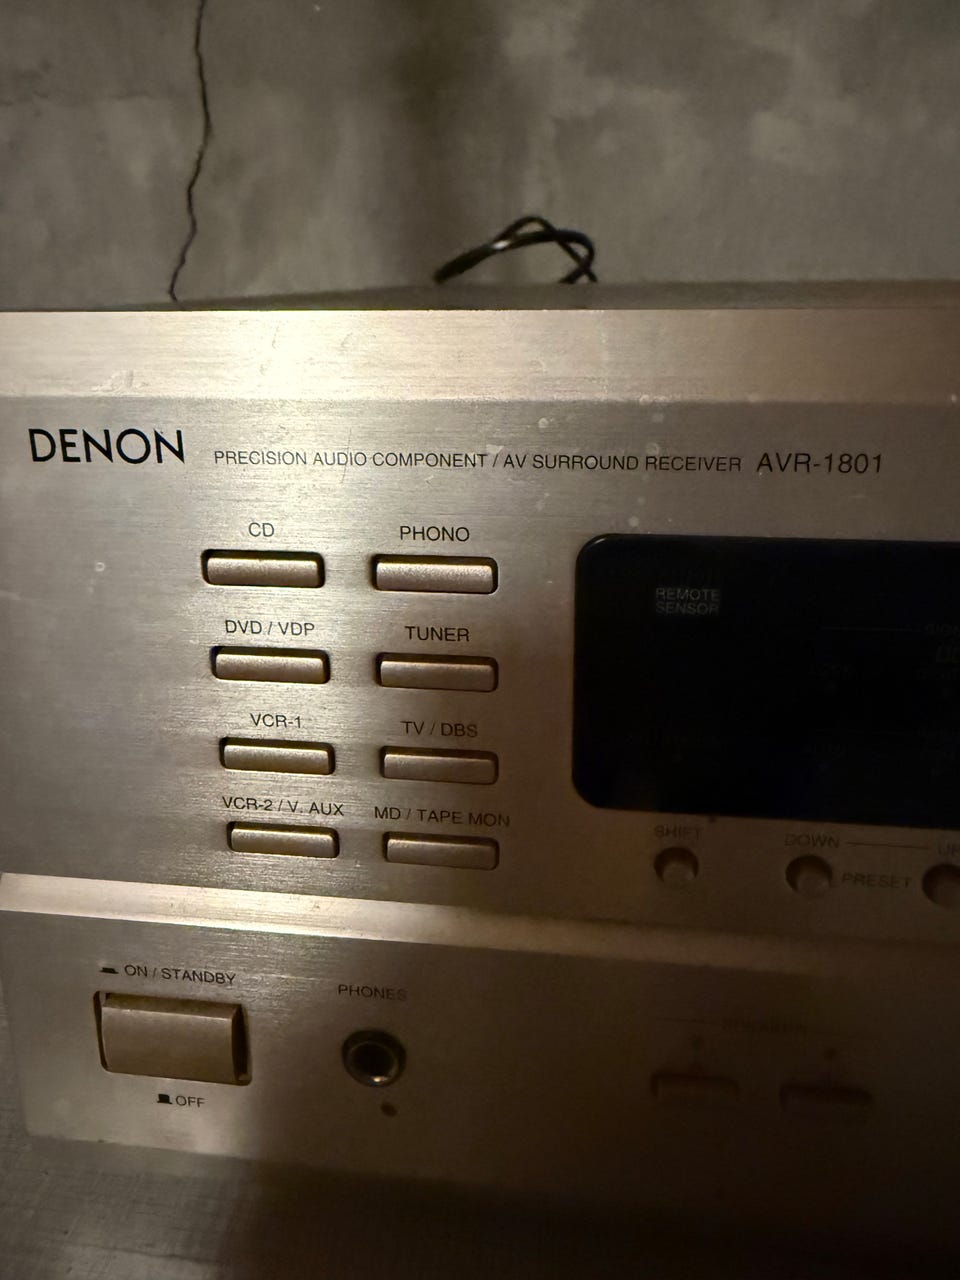 DENON PRECISION AUDIO COMPONENT / AV SURROUND RECEIVER AVR-1801
CD PHONO
REMOTE
SENSOR
DVD / VDP TUNER
VCR-1 TV / DBS
VCR-2 / V. AUX MD / TAPE MON
SHIFT DOWN
PRESET
ON / STANDBY
PHONES
SPEAKER
OFF